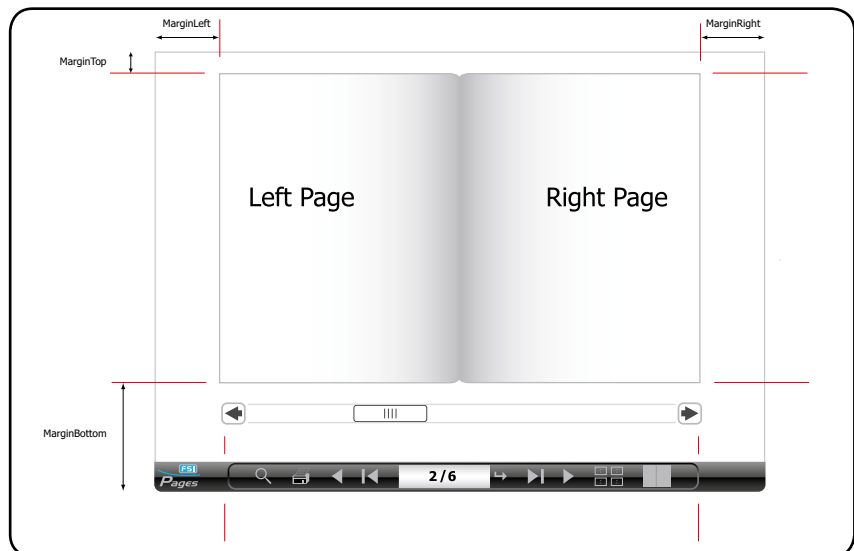 MarginLeft
MarginRight
MarginTop
Left Page
Right Page
MarginBottom
FSI
Pages
2/6